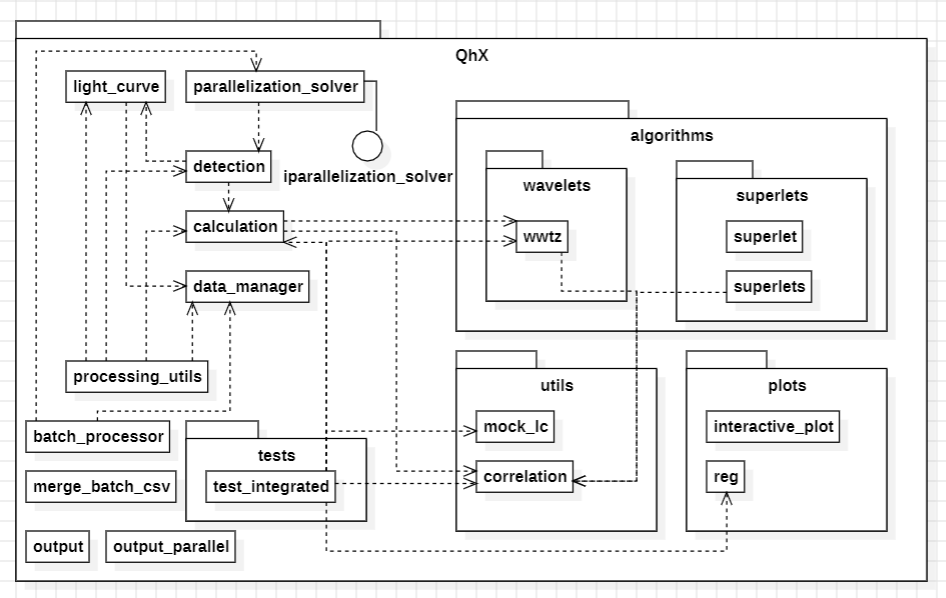 QhX
light_curve
parallelization_solver
iparallelization_solver
detection
calculation
data_manager
processing_utils
batch_processor
merge_batch_csv
output
output_parallel
tests
test_integrated
algorithms
wavelets
wwtz
superlets
superlet
superlets
utils
mock_lc
correlation
plots
interactive_plot
reg